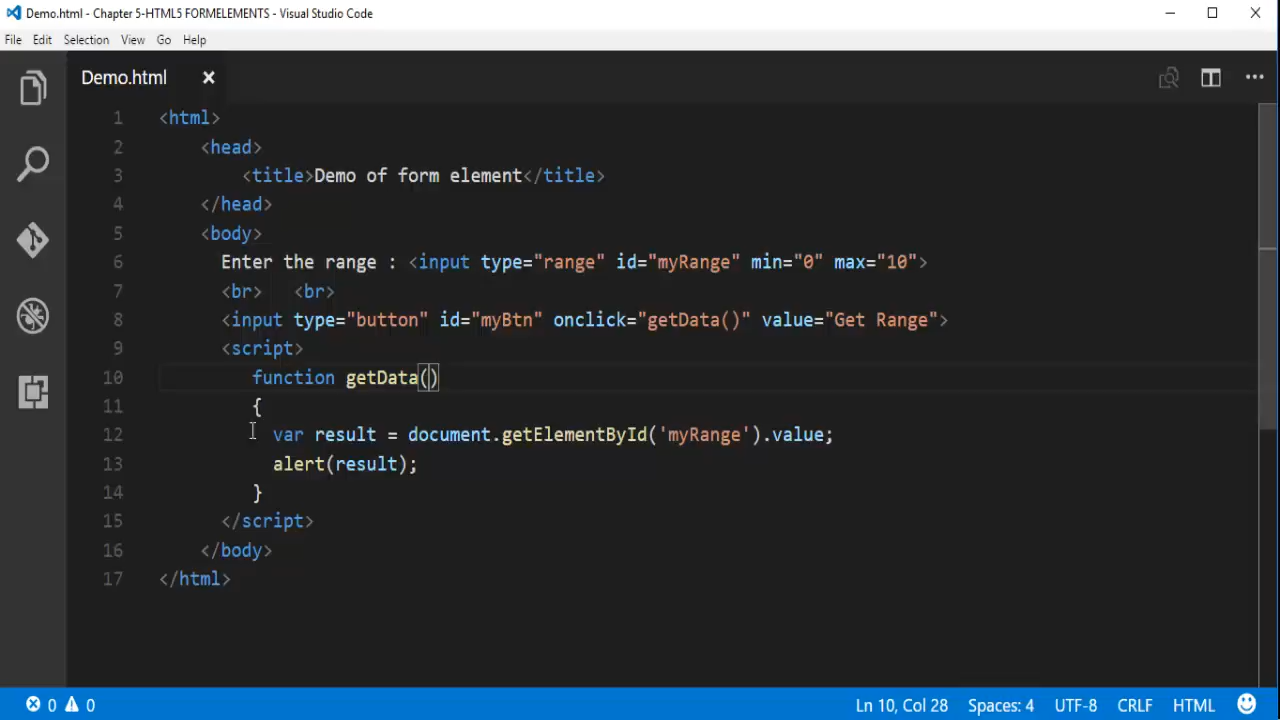 Demo.html - Chapter 5-HTML5 FORMELEMENTS - Visual Studio Code
File Edit Selection View Go Help
Demo.html
1 <html>
2 <head>
3 <title>Demo of form element</title>
4 </head>
5 <body>
6 Enter the range : <input type="range" id="myRange" min="0" max="10">
7 <br> <br>
8 <input type="button" id="myBtn" onclick="getData()" value="Get Range">
9 <script>
10 function getData()
11 {
12 var result = document.getElementById('myRange').value;
13 alert(result);
14 }
15 </script>
16 </body>
17 </html>
0 0 Ln 10, Col 28 Spaces: 4 UTF-8 CRLF HTML